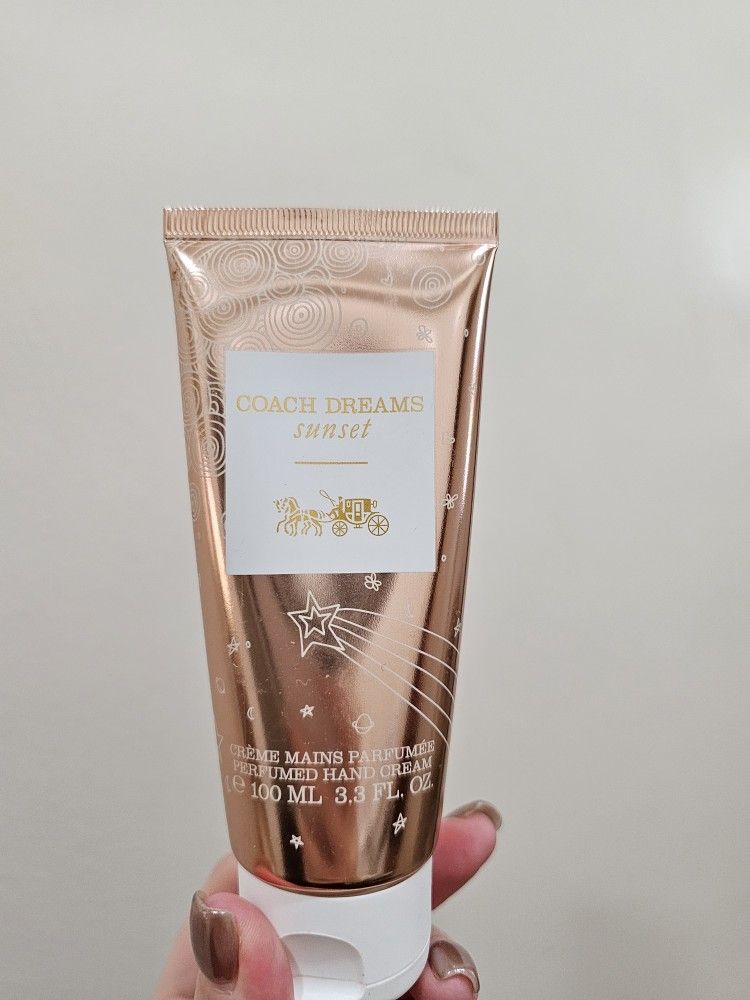 COACH DREAMS
sunset
CRÈME MAINS PARFUMÉE
PERFUMED HAND CREAM
℮ 100 ML 3,3 FL. OZ.